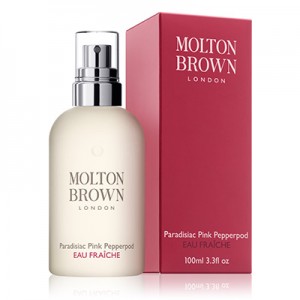 MOLTON
BROWN
LONDON
Paradisiac Pink Pepperpod
EAU FRAÎCHE
MOLTON
BROWN
LONDON
Paradisiac Pink Pepperpod
EAU FRAÎCHE
100ml 3.3fl oz